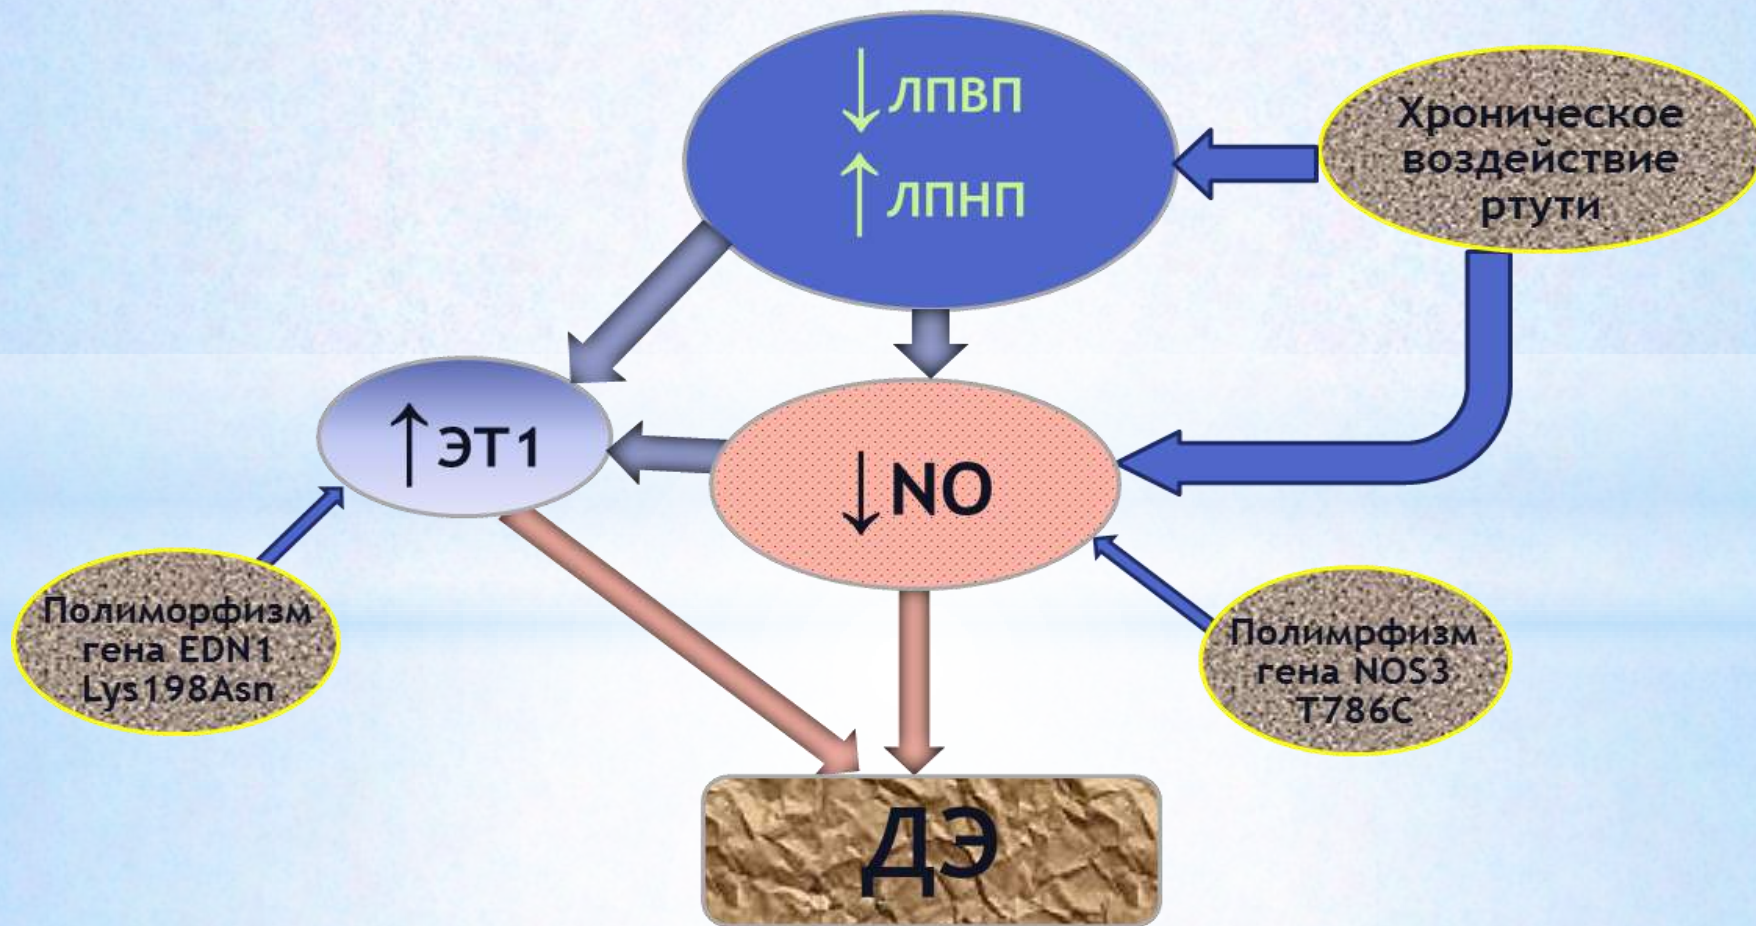 ↓ ЛПВП
↑ ЛПНП
Хроническое
воздействие
ртути
↑ ЭТ1
↓ NO
Полиморфизм
гена EDN1
Lys198Asn
Полимрфизм
гена NOS3
T786C
ДЭ